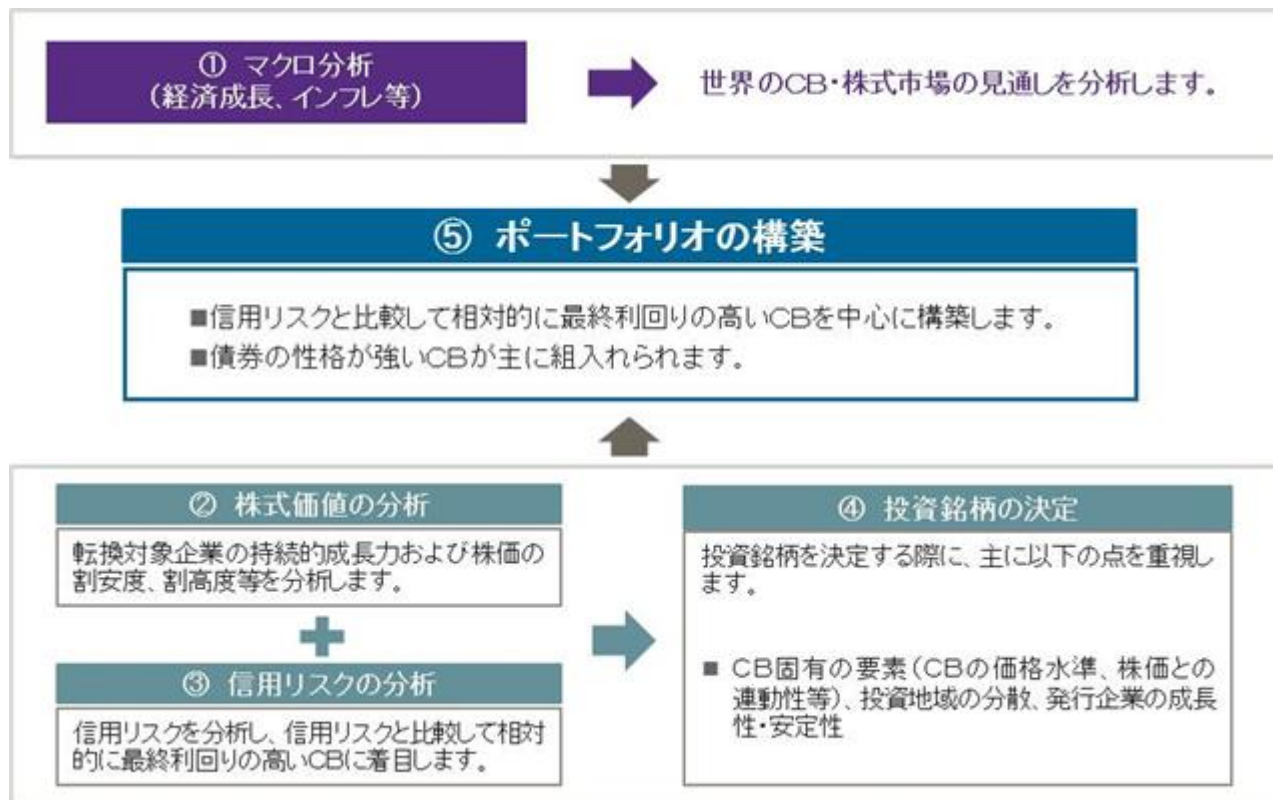 ① マクロ分析
(経済成長、インフレ等)
世界のCB・株式市場の見通しを分析します。
⑤ ポートフォリオの構築
■信用リスクと比較して相対的に最終利回りの高いCBを中心に構築します。
■債券の性格が強いCBが主に組入れられます。
② 株式価値の分析
転換対象企業の持続的成長力および株価の
割安度、割高度等を分析します。
③ 信用リスクの分析
信用リスクを分析し、信用リスクと比較して相対
的に最終利回りの高いCBに着目します。
④ 投資銘柄の決定
投資銘柄を決定する際に、主に以下の点を重視し
ます。
■ CB固有の要素(CBの価格水準、株価との
連動性等)、投資地域の分散、発行企業の成長
性・安定性